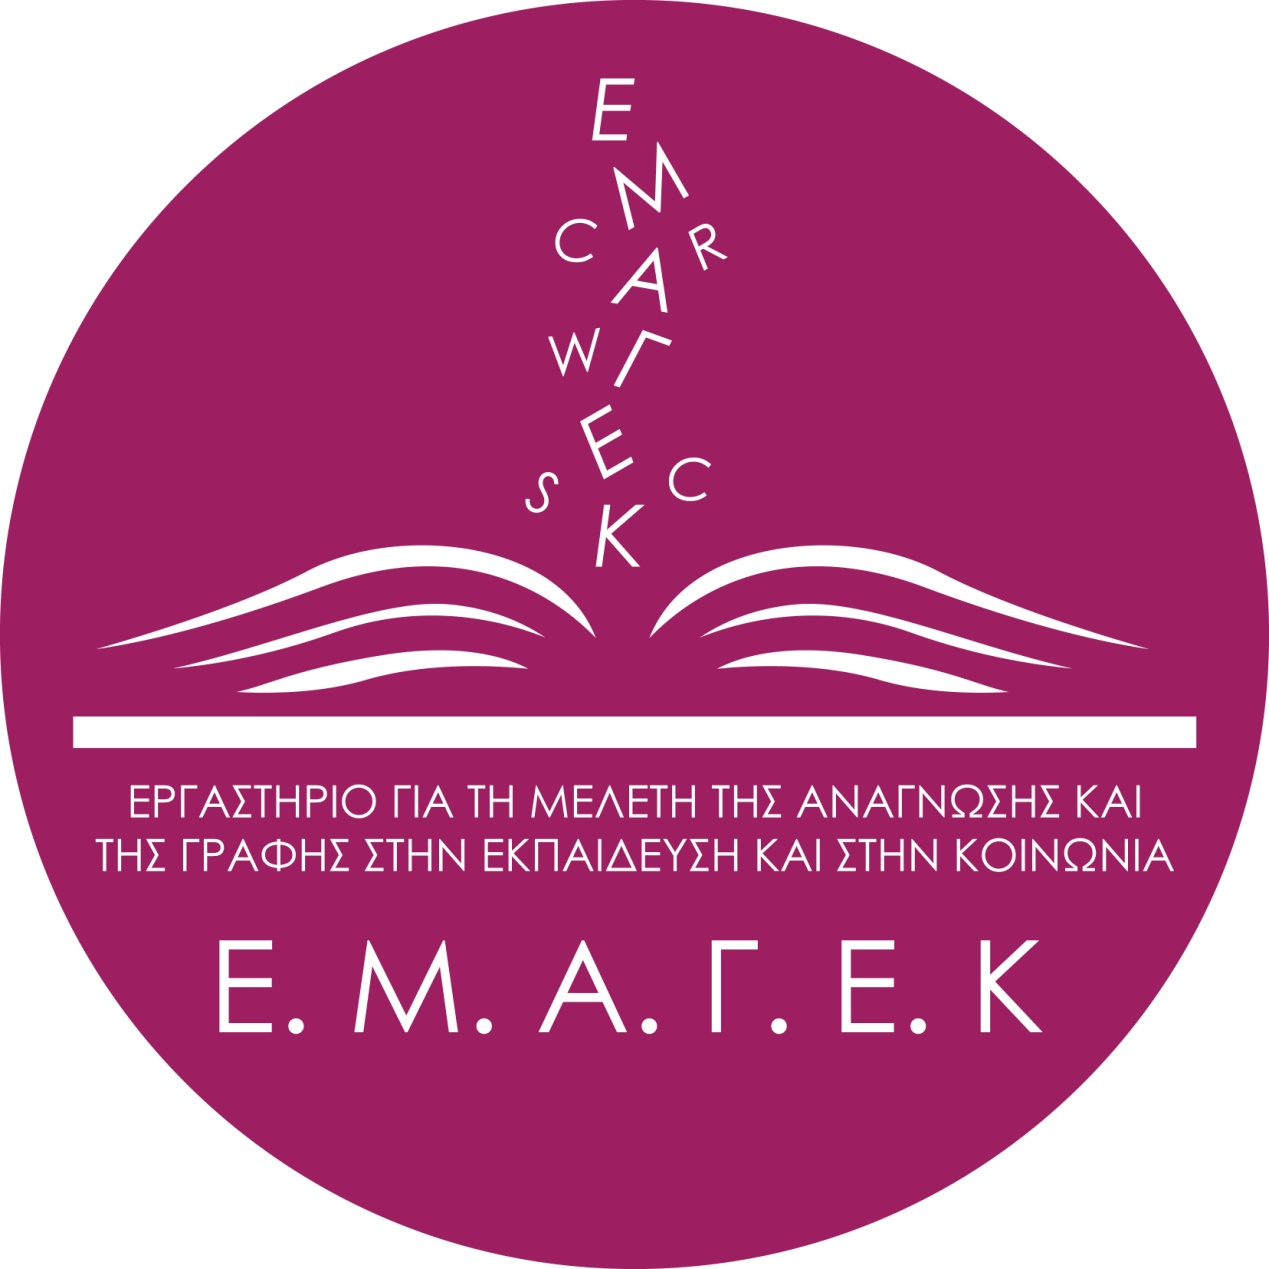 Ε
Μ
C R
Α
W Γ
Ε
S C
Κ
ΕΡΓΑΣΤΗΡΙΟ ΓΙΑ ΤΗ ΜΕΛΕΤΗ ΤΗΣ ΑΝΑΓΝΩΣΗΣ ΚΑΙ
ΤΗΣ ΓΡΑΦΗΣ ΣΤΗΝ ΕΚΠΑΙΔΕΥΣΗ ΚΑΙ ΣΤΗΝ ΚΟΙΝΩΝΙΑ
Ε. Μ. Α. Γ. Ε. Κ